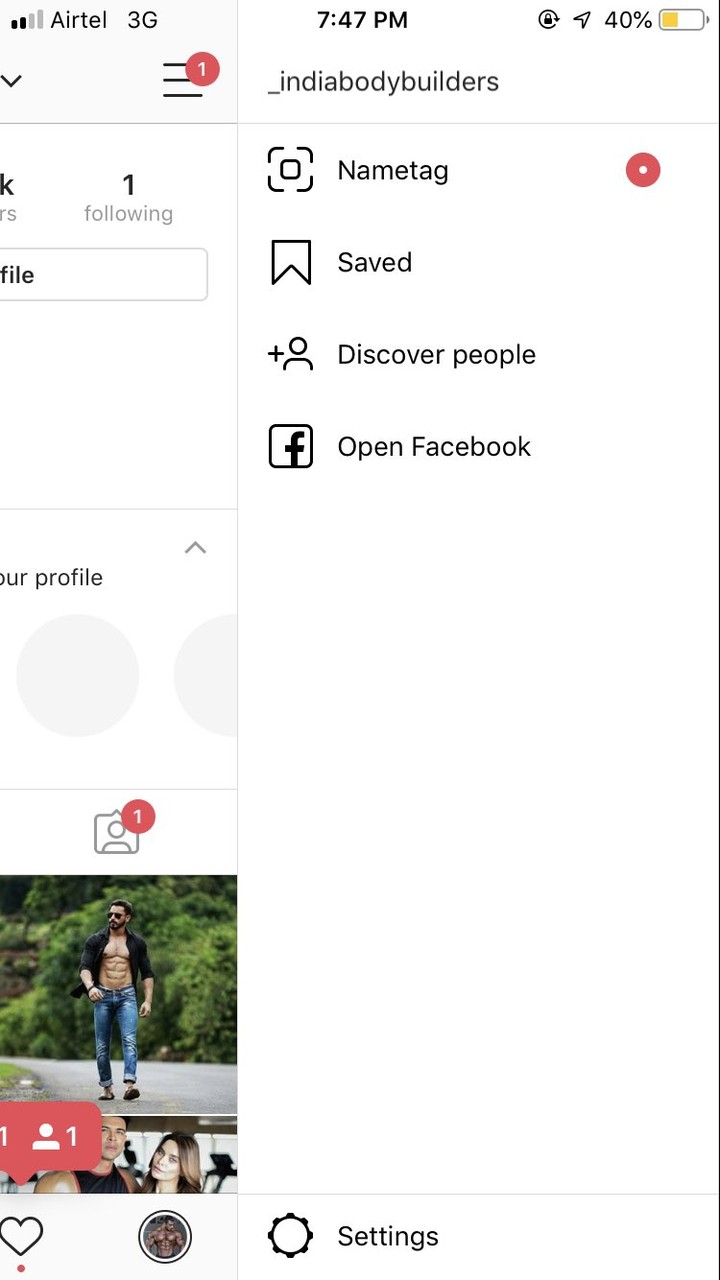 Airtel 3G 7:47 PM 40%
1
_indiabodybuilders
k
rs
1
following
file
our profile
1
1 1
Nametag
Saved
Discover people
Open Facebook
Settings